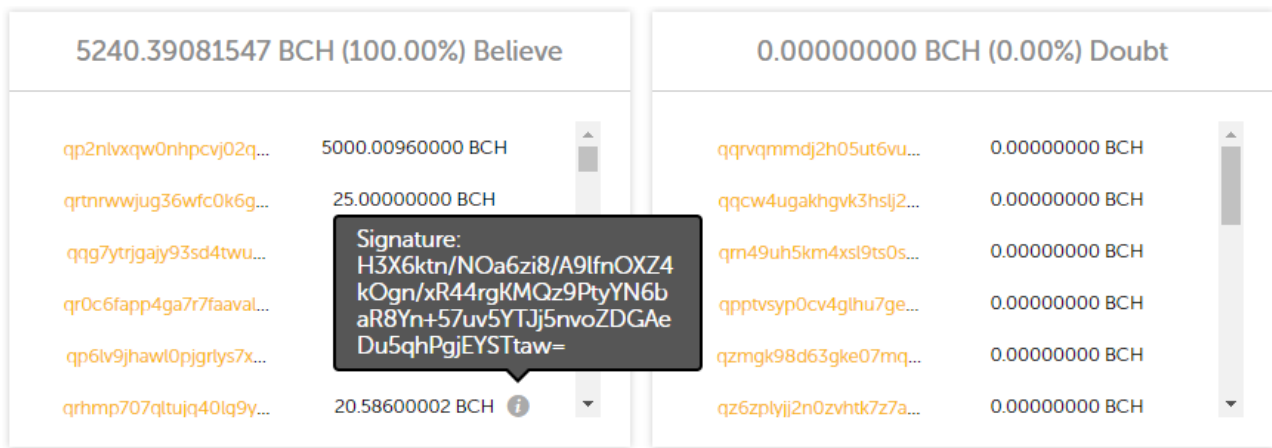 5240.39081547 BCH (100.00%) Believe
qp2nlvxqw0nhpcvj02q... 5000.00960000 BCH
qrtnrwwjug36wfc0k6g... 25.00000000 BCH
qqg7ytrjgajy93sd4twu...
qr0c6fapp4ga7r7faaval...
qp6lv9jhawl0pjgrlys7x...
qrhmp707qltujq40lq9y... 20.58600002 BCH i
Signature:
H3X6ktn/NOa6zi8/A9lfnOXZ4
kOgn/xR44rgKMQz9PtyYN6b
aR8Yn+57uv5YTJj5nvoZDGAe
Du5qhPgjEYSTtaw=
0.00000000 BCH (0.00%) Doubt
qqrvqmmdj2h05ut6vu... 0.00000000 BCH
qqcw4ugakhgvk3hslj2... 0.00000000 BCH
qrn49uh5km4xsl9ts0s... 0.00000000 BCH
qpptvsyp0cv4glhu7ge... 0.00000000 BCH
qzmgk98d63gke07mq... 0.00000000 BCH
qz6zplyjj2n0zvhtk7z7a... 0.00000000 BCH